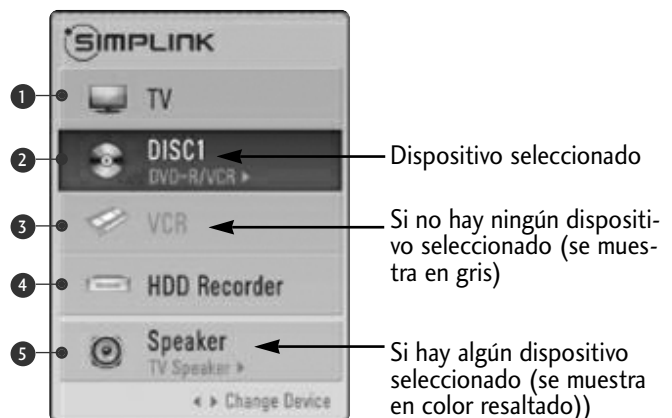 SIMPLINK
1 TV
2 DISC1
DVD-R/VCR ▸
Dispositivo seleccionado
3 VCR
Si no hay ningún dispositi-
vo seleccionado (se mues-
tra en gris)
4 HDD Recorder
5 Speaker
TV Speaker ▸
Si hay algún dispositivo
seleccionado (se muestra
en color resaltado))
◂ ▸ Change Device